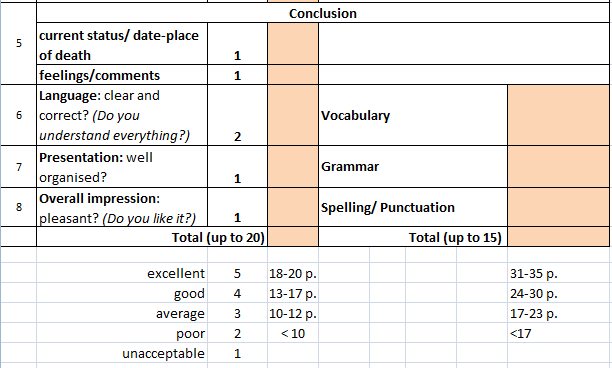 Conclusion
5
current status/ date-place
of death 1
feelings/comments 1
6
Language: clear and
correct? (Do you
understand everything?) 2
Vocabulary
7
Presentation: well
organised? 1
Grammar
8
Overall impression:
pleasant? (Do you like it?) 1
Spelling/ Punctuation
Total (up to 20) Total (up to 15)
excellent 5 18-20 p. 31-35 p.
good 4 13-17 p. 24-30 p.
average 3 10-12 p. 17-23 p.
poor 2 < 10 <17
unacceptable 1